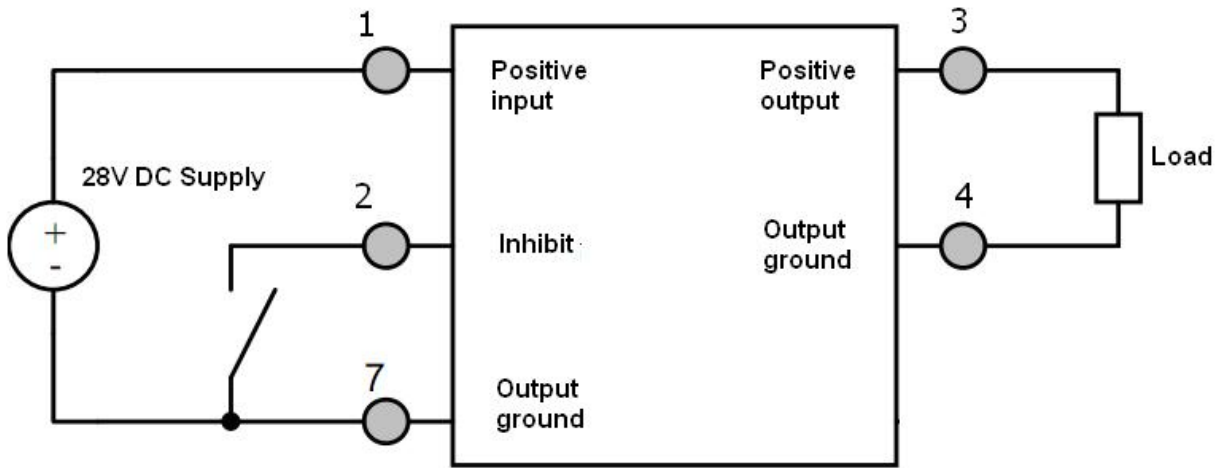 1
3
Positive
input
Positive
output
28V DC Supply
Load
2
4
+
-
Inhibit
Output
ground
7
Output
ground